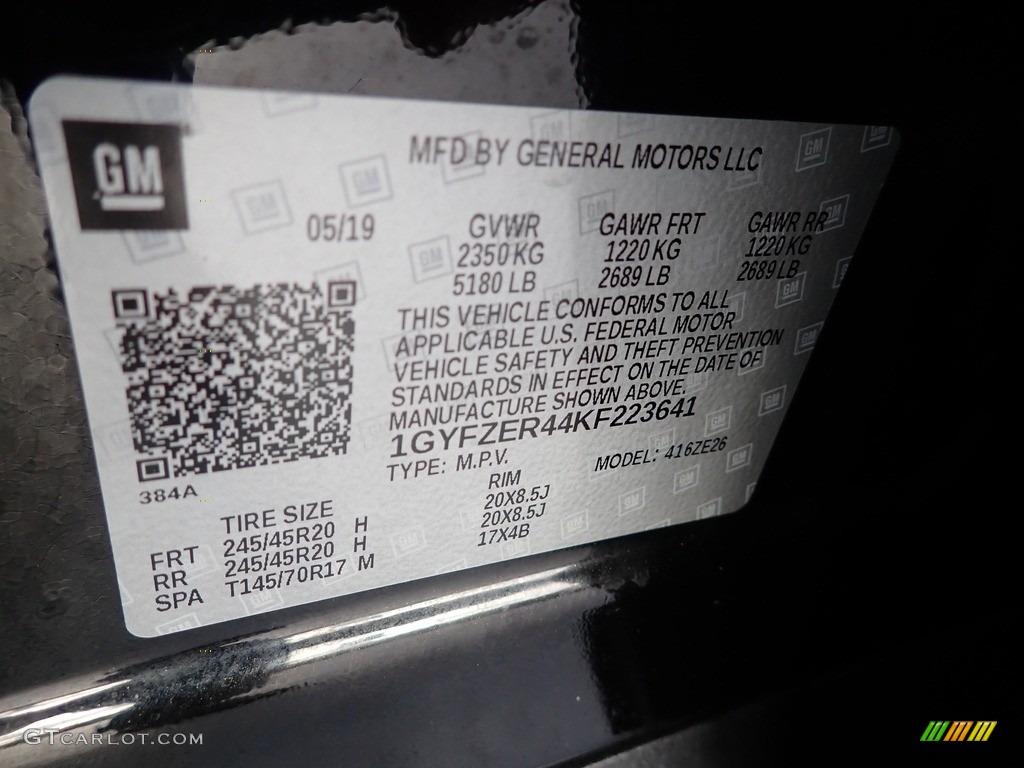 GM
MFD BY GENERAL MOTORS LLC
05/19 GVWR GAWR FRT GAWR RR
2350 KG 1220 KG 1220 KG
5180 LB 2689 LB 2689 LB
THIS VEHICLE CONFORMS TO ALL
APPLICABLE U.S. FEDERAL MOTOR
VEHICLE SAFETY AND THEFT PREVENTION
STANDARDS IN EFFECT ON THE DATE OF
MANUFACTURE SHOWN ABOVE.
1GYFZER44KF223641
TYPE: M.P.V. MODEL: 416ZE26
384A
TIRE SIZE RIM
FRT 245/45R20 H 20X8.5J
RR 245/45R20 H 20X8.5J
SPA T145/70R17 M 17X4B
GTCARLOT.COM